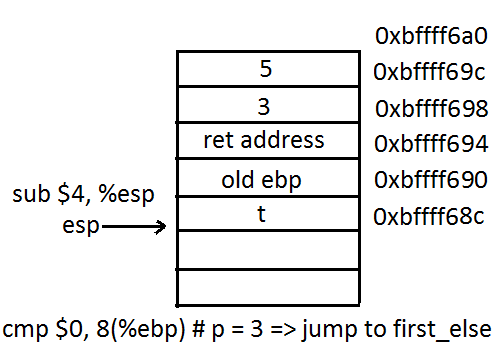 0xbffff6a0
5 0xbffff69c
3 0xbffff698
ret address 0xbffff694
old ebp 0xbffff690
sub $4, %esp
t 0xbffff68c
esp
cmp $0, 8(%ebp) # p = 3 => jump to first_else